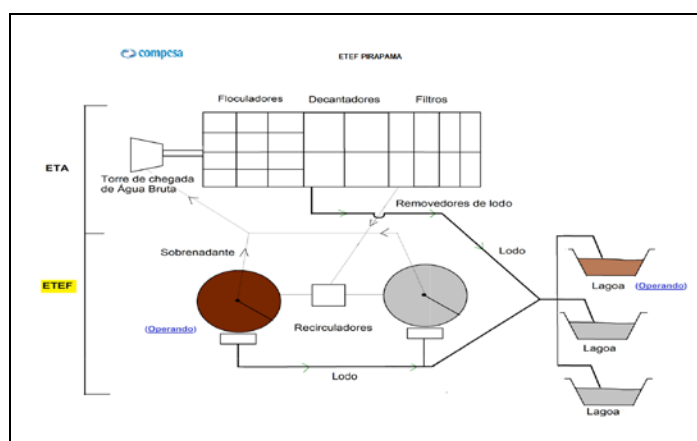 compesa
ETEF PIRAPAMA
Floculadores Decantadores Filtros
ETA
Torre de chegada
de Água Bruta
Removedores de lodo
Sobrenadante
Lodo
ETEF
Lagoa (Operando)
(Operando)
Recirculadores
Lagoa
Lodo
Lagoa